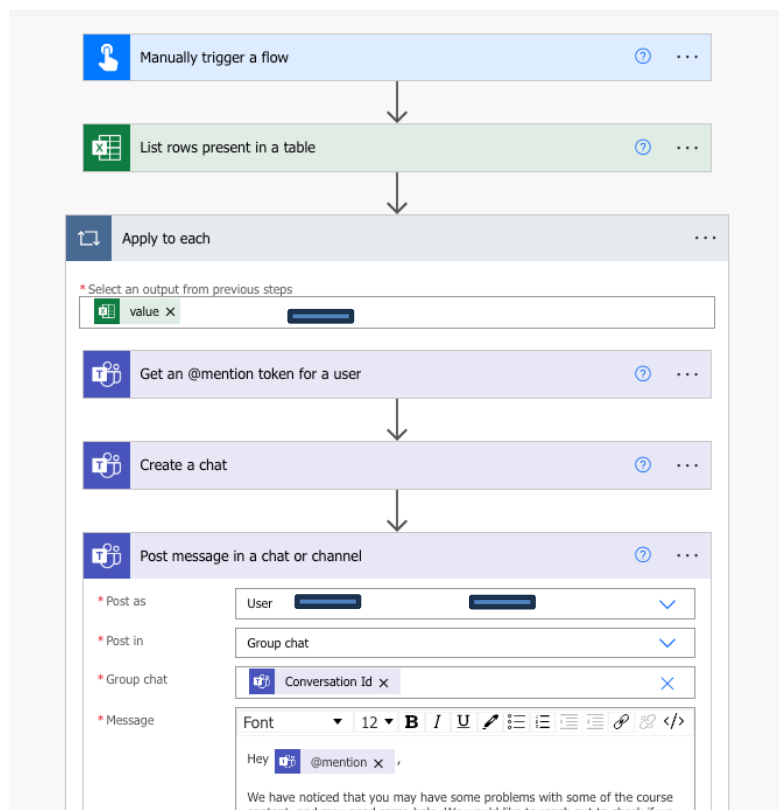 Manually trigger a flow
List rows present in a table
Apply to each
* Select an output from previous steps
value
Get an @mention token for a user
Create a chat
Post message in a chat or channel
* Post as
User
* Post in
Group chat
* Group chat
Conversation Id
* Message
Font 12 B I U </>
Hey @mention ,
We have noticed that you may have some problems with some of the course